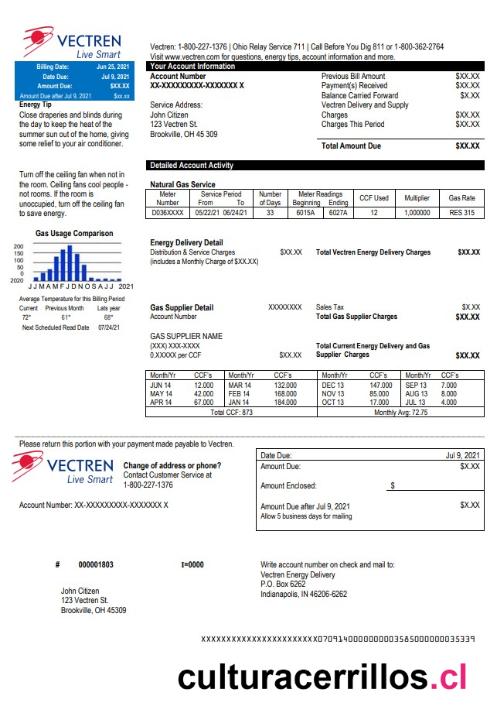 VECTREN
Live Smart
Vectren: 1-800-227-1376 | Ohio Relay Service 711 | Call Before You Dig 811 or 1-800-362-2764
Visit www.vectren.com for questions, energy tips, account information and more.
Billing Date: Jun 25, 2021
Date Due: Jul 9, 2021
Amount Due: $XX.XX
Amount Due after Jul 9, 2021 $xx.xx
Energy Tip
Close draperies and blinds during
the day to keep the heat of the
summer sun out of the home, giving
some relief to your air conditioner.
Turn off the ceiling fan when not in
the room. Ceiling fans cool people -
not rooms. If the room is
unoccupied, turn off the ceiling fan
to save energy.
Gas Usage Comparison
200
150
100
50
0
2020 J J M A M F J D N O S A J J 2021
Average Temperature for this Billing Period
Current Previous Month Lats year
72° 61° 68°
Next Scheduled Read Date 07/24/21
Your Account Information
Account Number
XX-XXXXXXXXX-XXXXXXX X
Service Address:
John Citizen
123 Vectren St.
Brookville, OH 45 309
Previous Bill Amount $XX.XX
Payment(s) Received $XX.XX
Balance Carried Forward $X.XX
Vectren Delivery and Supply
Charges $XX.XX
Charges This Period $XX.XX
Total Amount Due $XX.XX
Detailed Account Activity
Natural Gas Service
Meter Number Service Period From To Number of Days Meter Readings Beginning Ending CCF Used Multiplier Gas Rate
D036XXXX 05/22/21 06/24/21 33 6015A 6027A 12 1,000000 RES 315
Energy Delivery Detail
Distribution & Service Charges $XX.XX Total Vectren Energy Delivery Charges $XX.XX
(includes a Monthly Charge of $XX.XX)
Gas Supplier Detail XXXXXXXX Sales Tax $X.XX
Account Number Total Gas Supplier Charges $XX.XX
GAS SUPPLIER NAME
(XXX) XXX-XXXX Total Current Energy Delivery and Gas
0.XXXXX per CCF $XX.XX Supplier Charges $XX.XX
Month/Yr CCF's Month/Yr CCF's Month/Yr CCF's Month/Yr CCF's
JUN 14 12.000 MAR 14 132.000 DEC 13 147.000 SEP 13 7.000
MAY 14 42.000 FEB 14 168.000 NOV 13 85,000 AUG 13 8.000
APR 14 67.000 JAN 14 184.000 OCT 13 17.000 JUL 13 4.000
Total CCF: 873 Monthly Avg: 72.75
Please return this portion with your payment made payable to Vectren.
VECTREN
Live Smart
Change of address or phone?
Contact Customer Service at
1-800-227-1376
Account Number: XX-XXXXXXXXX-XXXXXXX X
Date Due: Jul 9, 2021
Amount Due: $X.XX
Amount Enclosed: $
Amount Due after Jul 9, 2021 $X.XX
Allow 5 business days for mailing
# 000001803 I=0000
John Citizen
123 Vectren St.
Brookville, OH 45309
Write account number on check and mail to:
Vectren Energy Delivery
P.O. Box 6262
Indianapolis, IN 46206-6262
culturacerrillos.cl